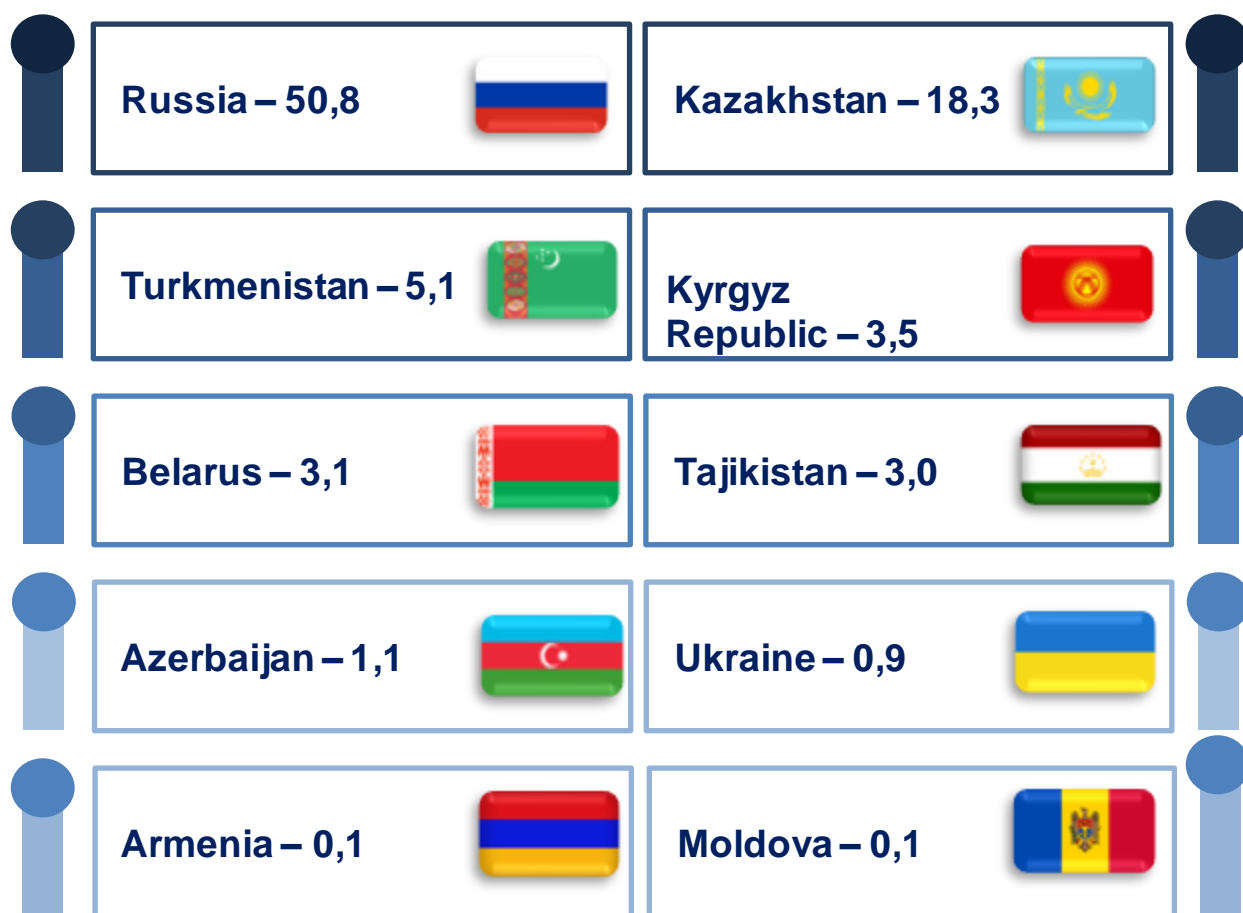 Russia – 50,8
Kazakhstan – 18,3
Turkmenistan – 5,1
Kyrgyz
Republic – 3,5
Belarus – 3,1
Tajikistan – 3,0
Azerbaijan – 1,1
Ukraine – 0,9
Armenia – 0,1
Moldova – 0,1